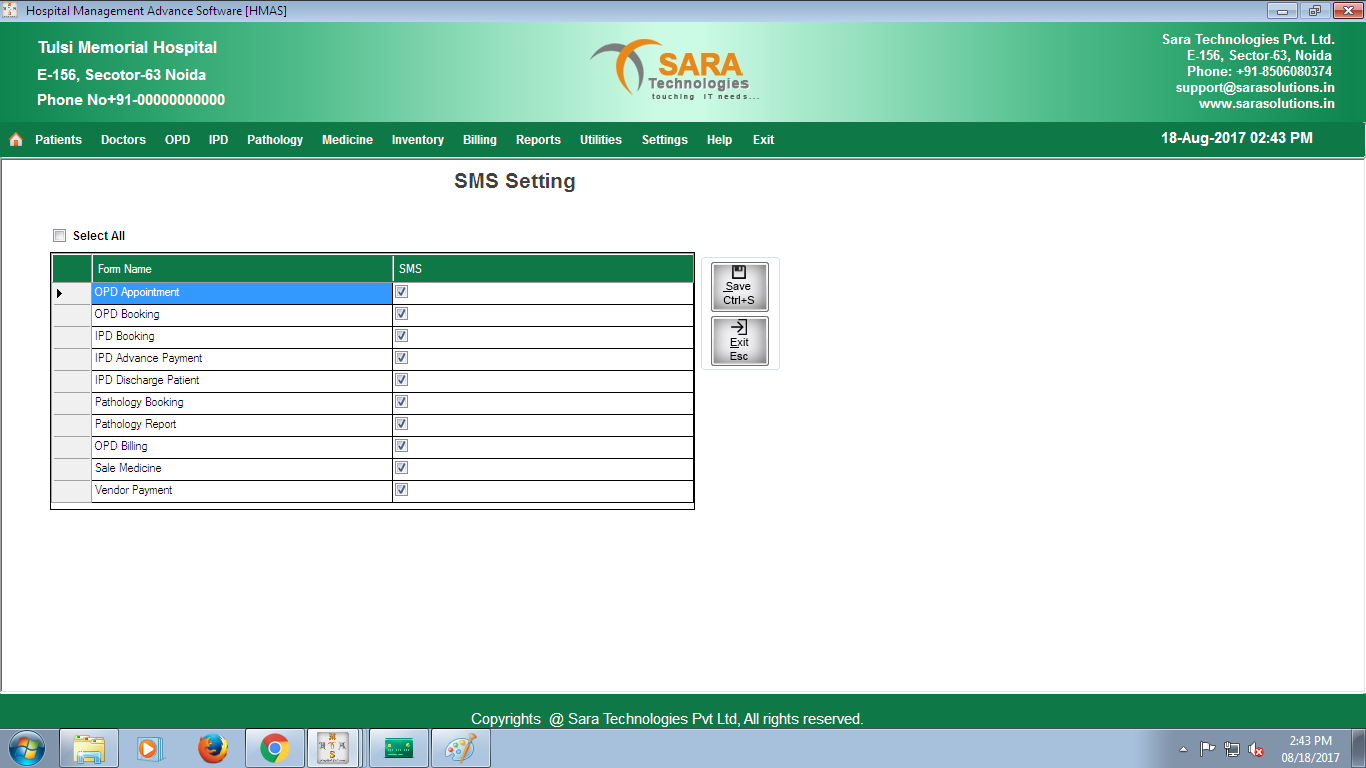 Hospital Management Advance Software [HMAS]
Tulsi Memorial Hospital
E-156, Secotor-63 Noida
Phone No+91-00000000000
SARA
Technologies
touching IT needs...
Sara Technologies Pvt. Ltd.
E-156, Sector-63, Noida
Phone: +91-8506080374
support@sarasolutions.in
www.sarasolutions.in
Patients Doctors OPD IPD Pathology Medicine Inventory Billing Reports Utilities Settings Help Exit 18-Aug-2017 02:43 PM
SMS Setting
Select All
Form Name SMS
OPD Appointment
OPD Booking
IPD Booking
IPD Advance Payment
IPD Discharge Patient
Pathology Booking
Pathology Report
OPD Billing
Sale Medicine
Vendor Payment
Save
Ctrl+S
Exit
Esc
Copyrights @ Sara Technologies Pvt Ltd, All rights reserved.
2:43 PM
08/18/2017